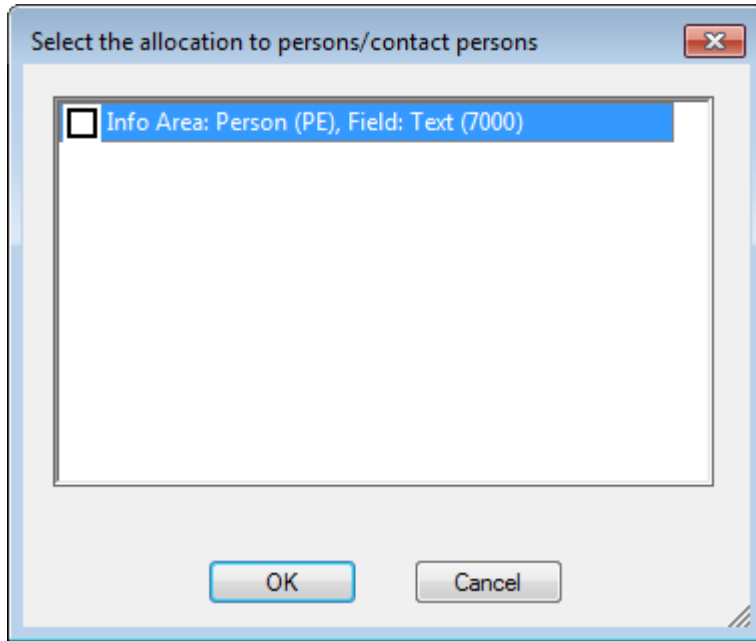 Select the allocation to persons/contact persons
Info Area: Person (PE), Field: Text (7000)
OK
Cancel